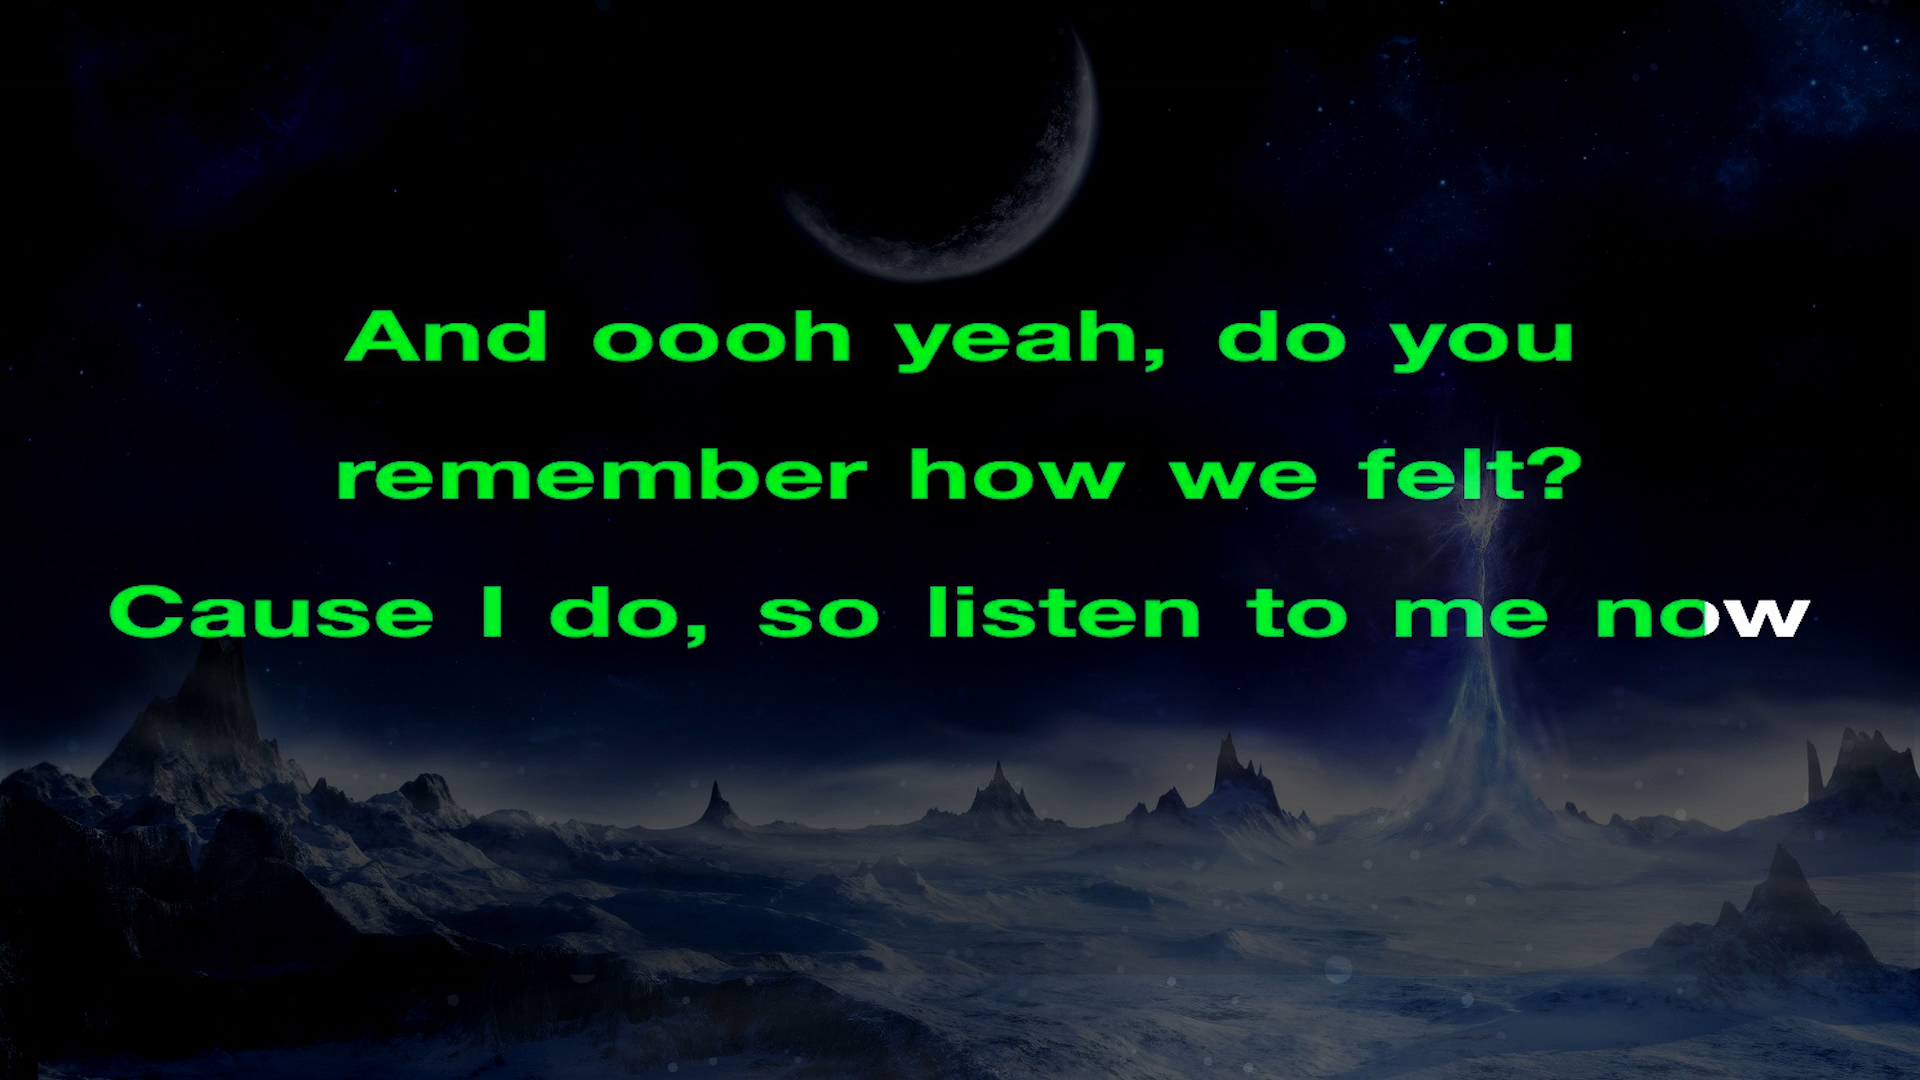 And oooh yeah, do you
remember how we felt?
Cause I do, so listen to me now